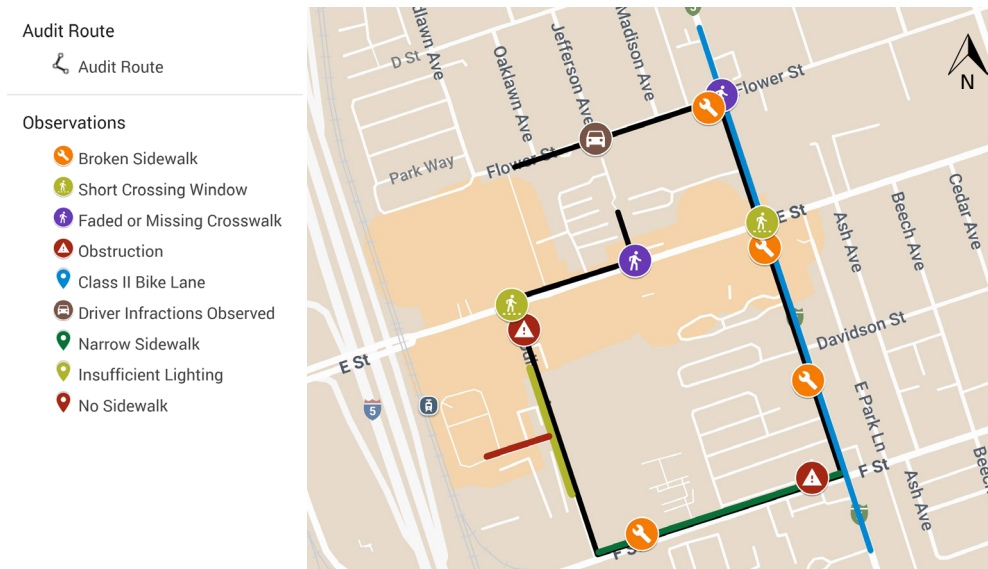 Audit Route
Audit Route
Observations
Broken Sidewalk
Short Crossing Window
Faded or Missing Crosswalk
Obstruction
Class II Bike Lane
Driver Infractions Observed
Narrow Sidewalk
Insufficient Lighting
No Sidewalk
D St
dlawn Ave
Oaklawn Ave
Jefferson Ave
Madison Ave
Flower St
N
Park Way
Flower St
E St
Ash Ave
Beech Ave
Cedar Ave
E St
5
Davidson St
E Park Ln
F St
Ash Ave
Beech
F S